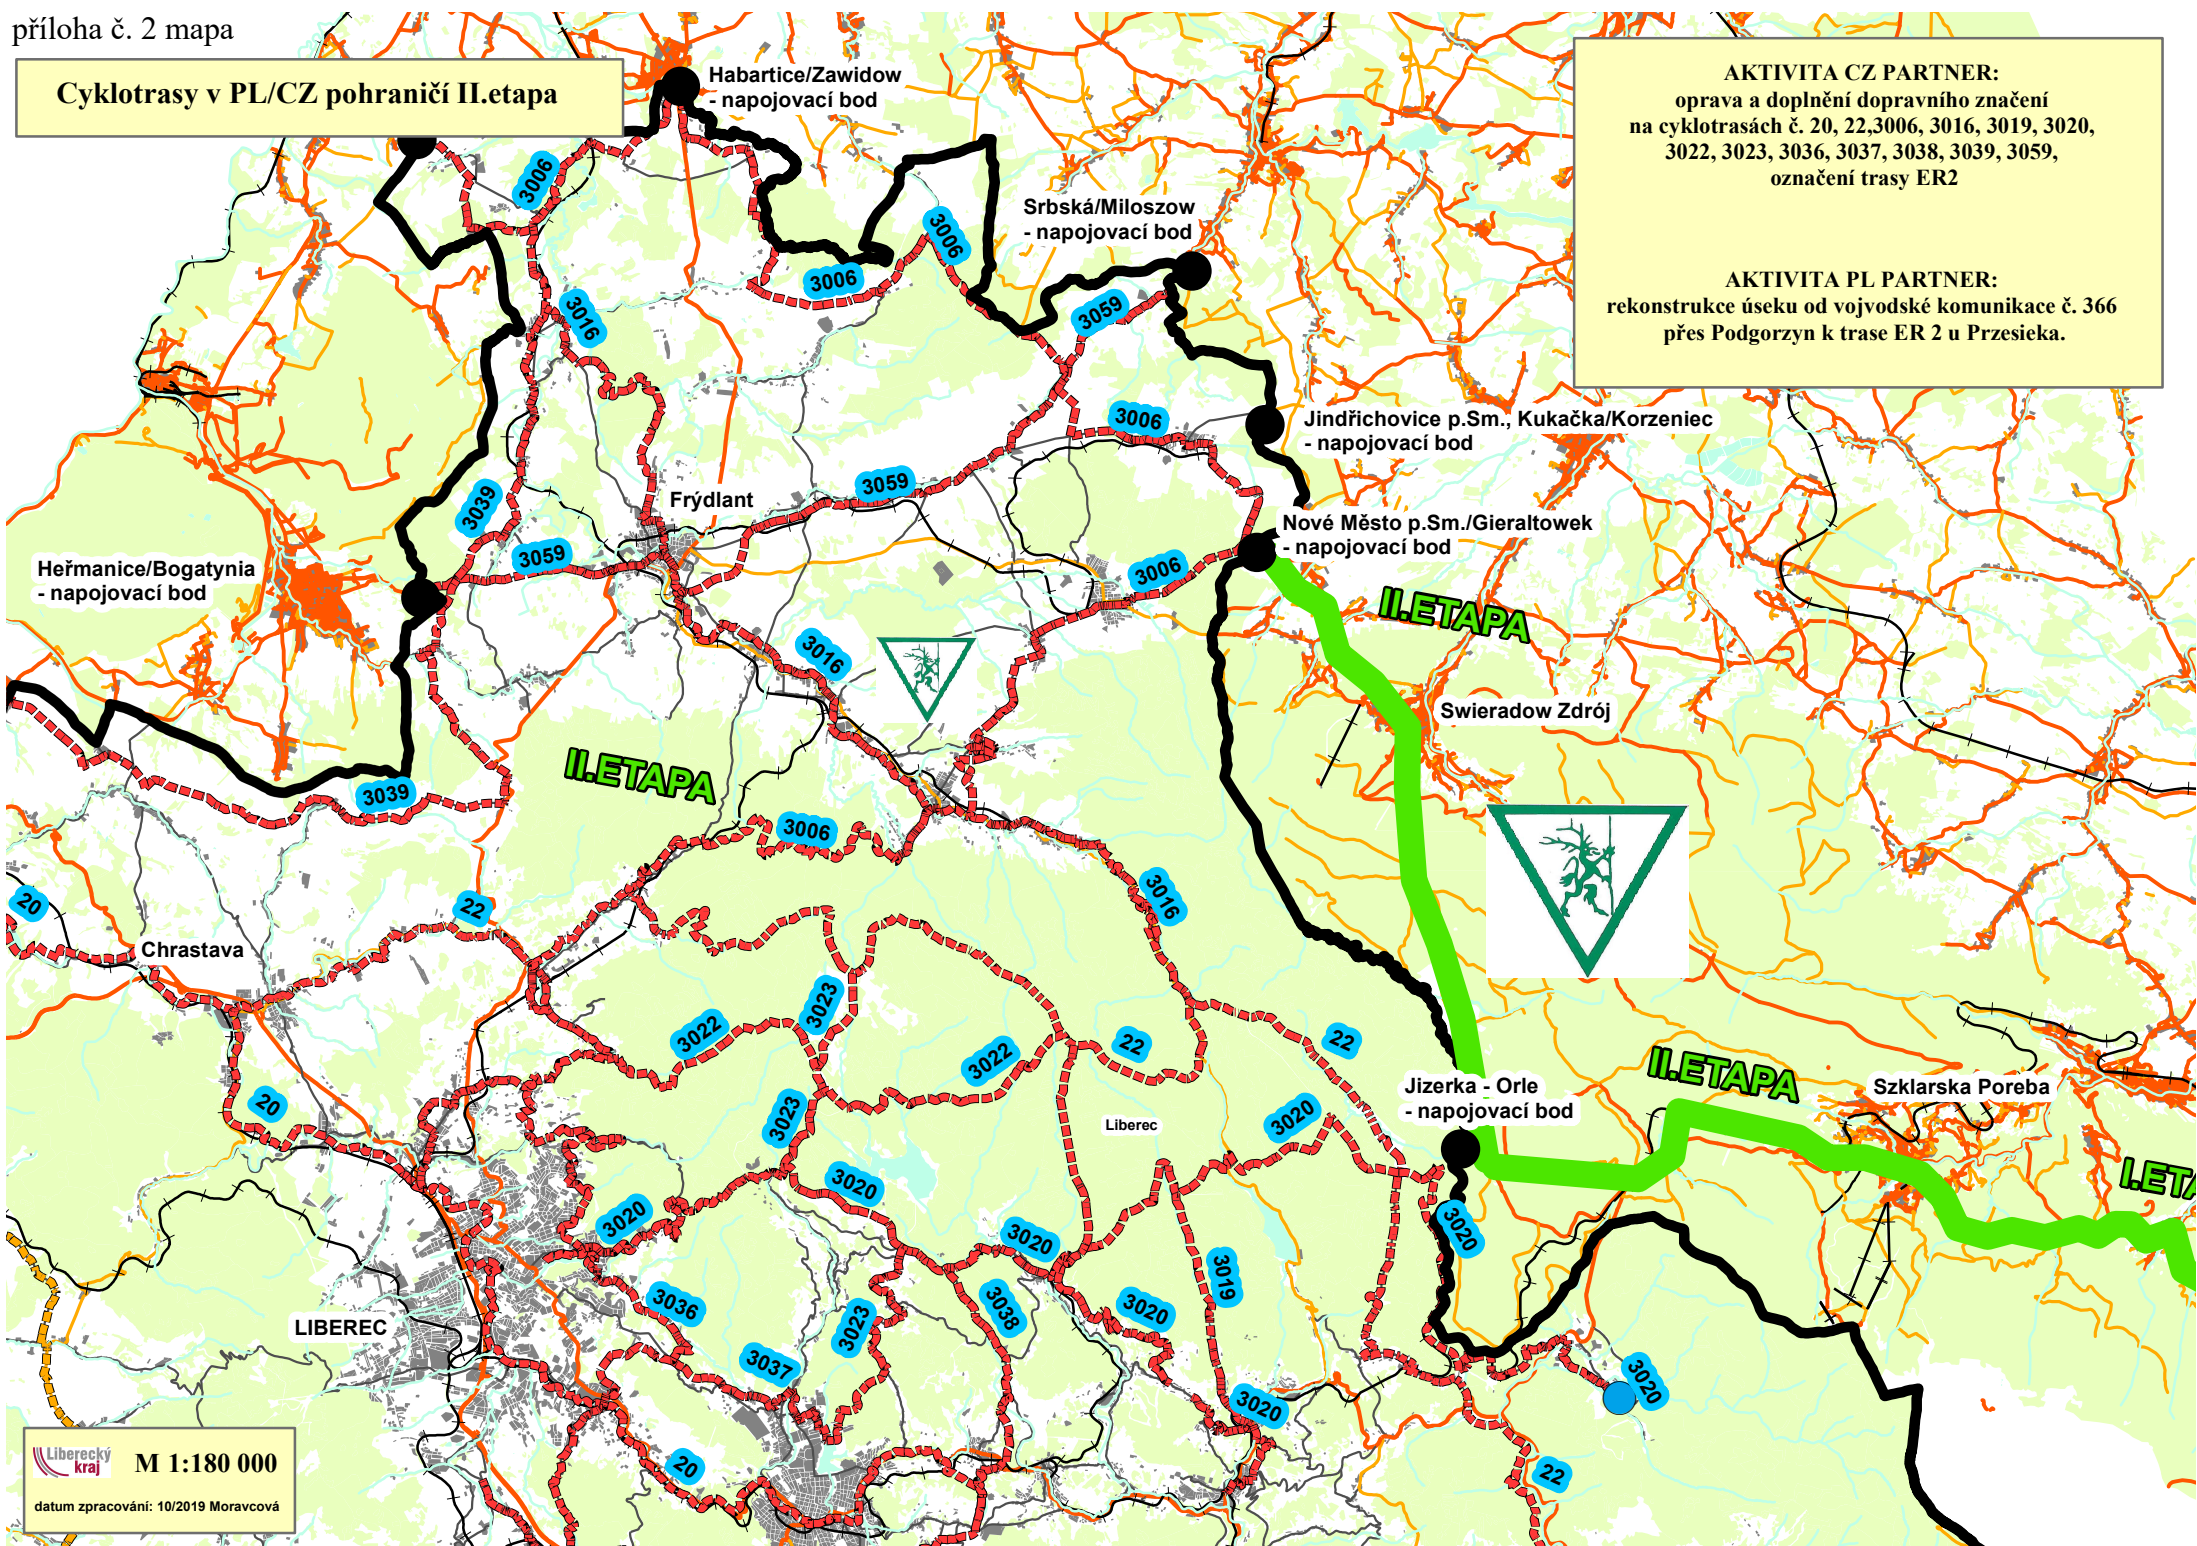 příloha č. 2 mapa
Cyklotrasy v PL/CZ pohraničí II.etapa
AKTIVITA CZ PARTNER:
oprava a doplnění dopravního značení
na cyklotrasách č. 20, 22,3006, 3016, 3019, 3020,
3022, 3023, 3036, 3037, 3038, 3039, 3059,
označení trasy ER2
AKTIVITA PL PARTNER:
rekonstrukce úseku od vojvodské komunikace č. 366
přes Podgorzyn k trase ER 2 u Przesieka.
Habartice/Zawidow
- napojovací bod
3006
Srbská/Miloszow
- napojovací bod
3006
3006
3016
3059
3006
Jindřichovice p.Sm., Kukačka/Korzeniec
- napojovací bod
3059
Frýdlant
3039
Nové Město p.Sm./Gieraltowek
- napojovací bod
3059
3006
Heřmanice/Bogatynia
- napojovací bod
II.ETAPA
3016
Swieradow Zdrój
II.ETAPA
3039
3006
3016
20
22
Chrastava
3023
3022
3022
22
22
II.ETAPA
Jizerka - Orle
- napojovací bod
Szklarska Poreba
20
3023
Liberec
3020
I.ETA
3020
3020
3020
3020
3019
3036
3038
3020
3023
LIBEREC
3037
3020
3020
20
22
Liberecký
kraj
M 1:180 000
datum zpracování: 10/2019 Moravcová